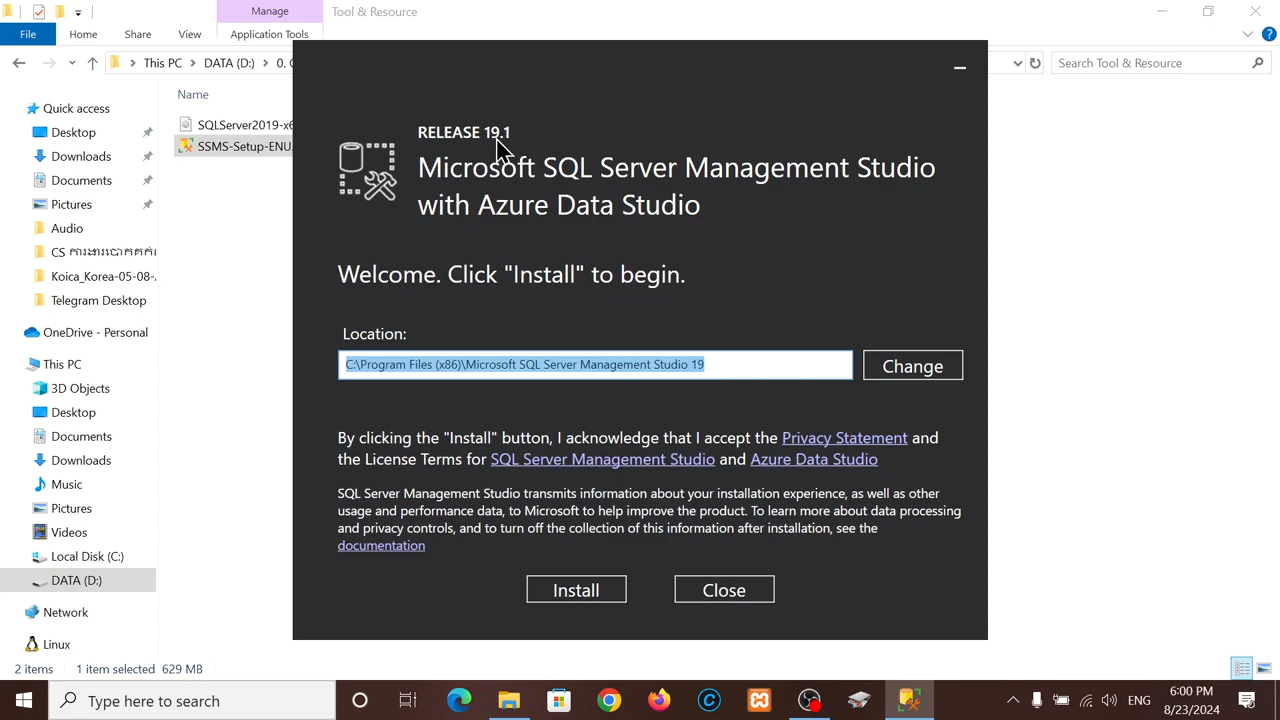 Manage
Tool & Resource
File
Home
Share
View
Application Tools
This PC
DATA (D:)
0.
Search Tool & Resource
Name
Quick access
Desktop
Downloads
Documents
Pictures
Audio
CS
Koica_Korea-05-08-
Telegram Desktop
OneDrive - Personal
This PC
3D Objects
Desktop
Documents
Downloads
Music
Pictures
Videos
Local Disk (C:)
DATA (D:)
Network
Linux
SQLServer2019-x6
SSMS-Setup-ENU
RELEASE 19.1
Microsoft SQL Server Management Studio
with Azure Data Studio
Welcome. Click "Install" to begin.
Location:
C:\Program Files (x86)\Microsoft SQL Server Management Studio 19
Change
By clicking the "Install" button, I acknowledge that I accept the Privacy Statement and
the License Terms for SQL Server Management Studio and Azure Data Studio
SQL Server Management Studio transmits information about your installation experience, as well as other
usage and performance data, to Microsoft to help improve the product. To learn more about data processing
and privacy controls, and to turn off the collection of this information after installation, see the
documentation
Install
Close
2 items
1 item selected 629 MB
Type here to search
ENG
6:00 PM
8/23/2024